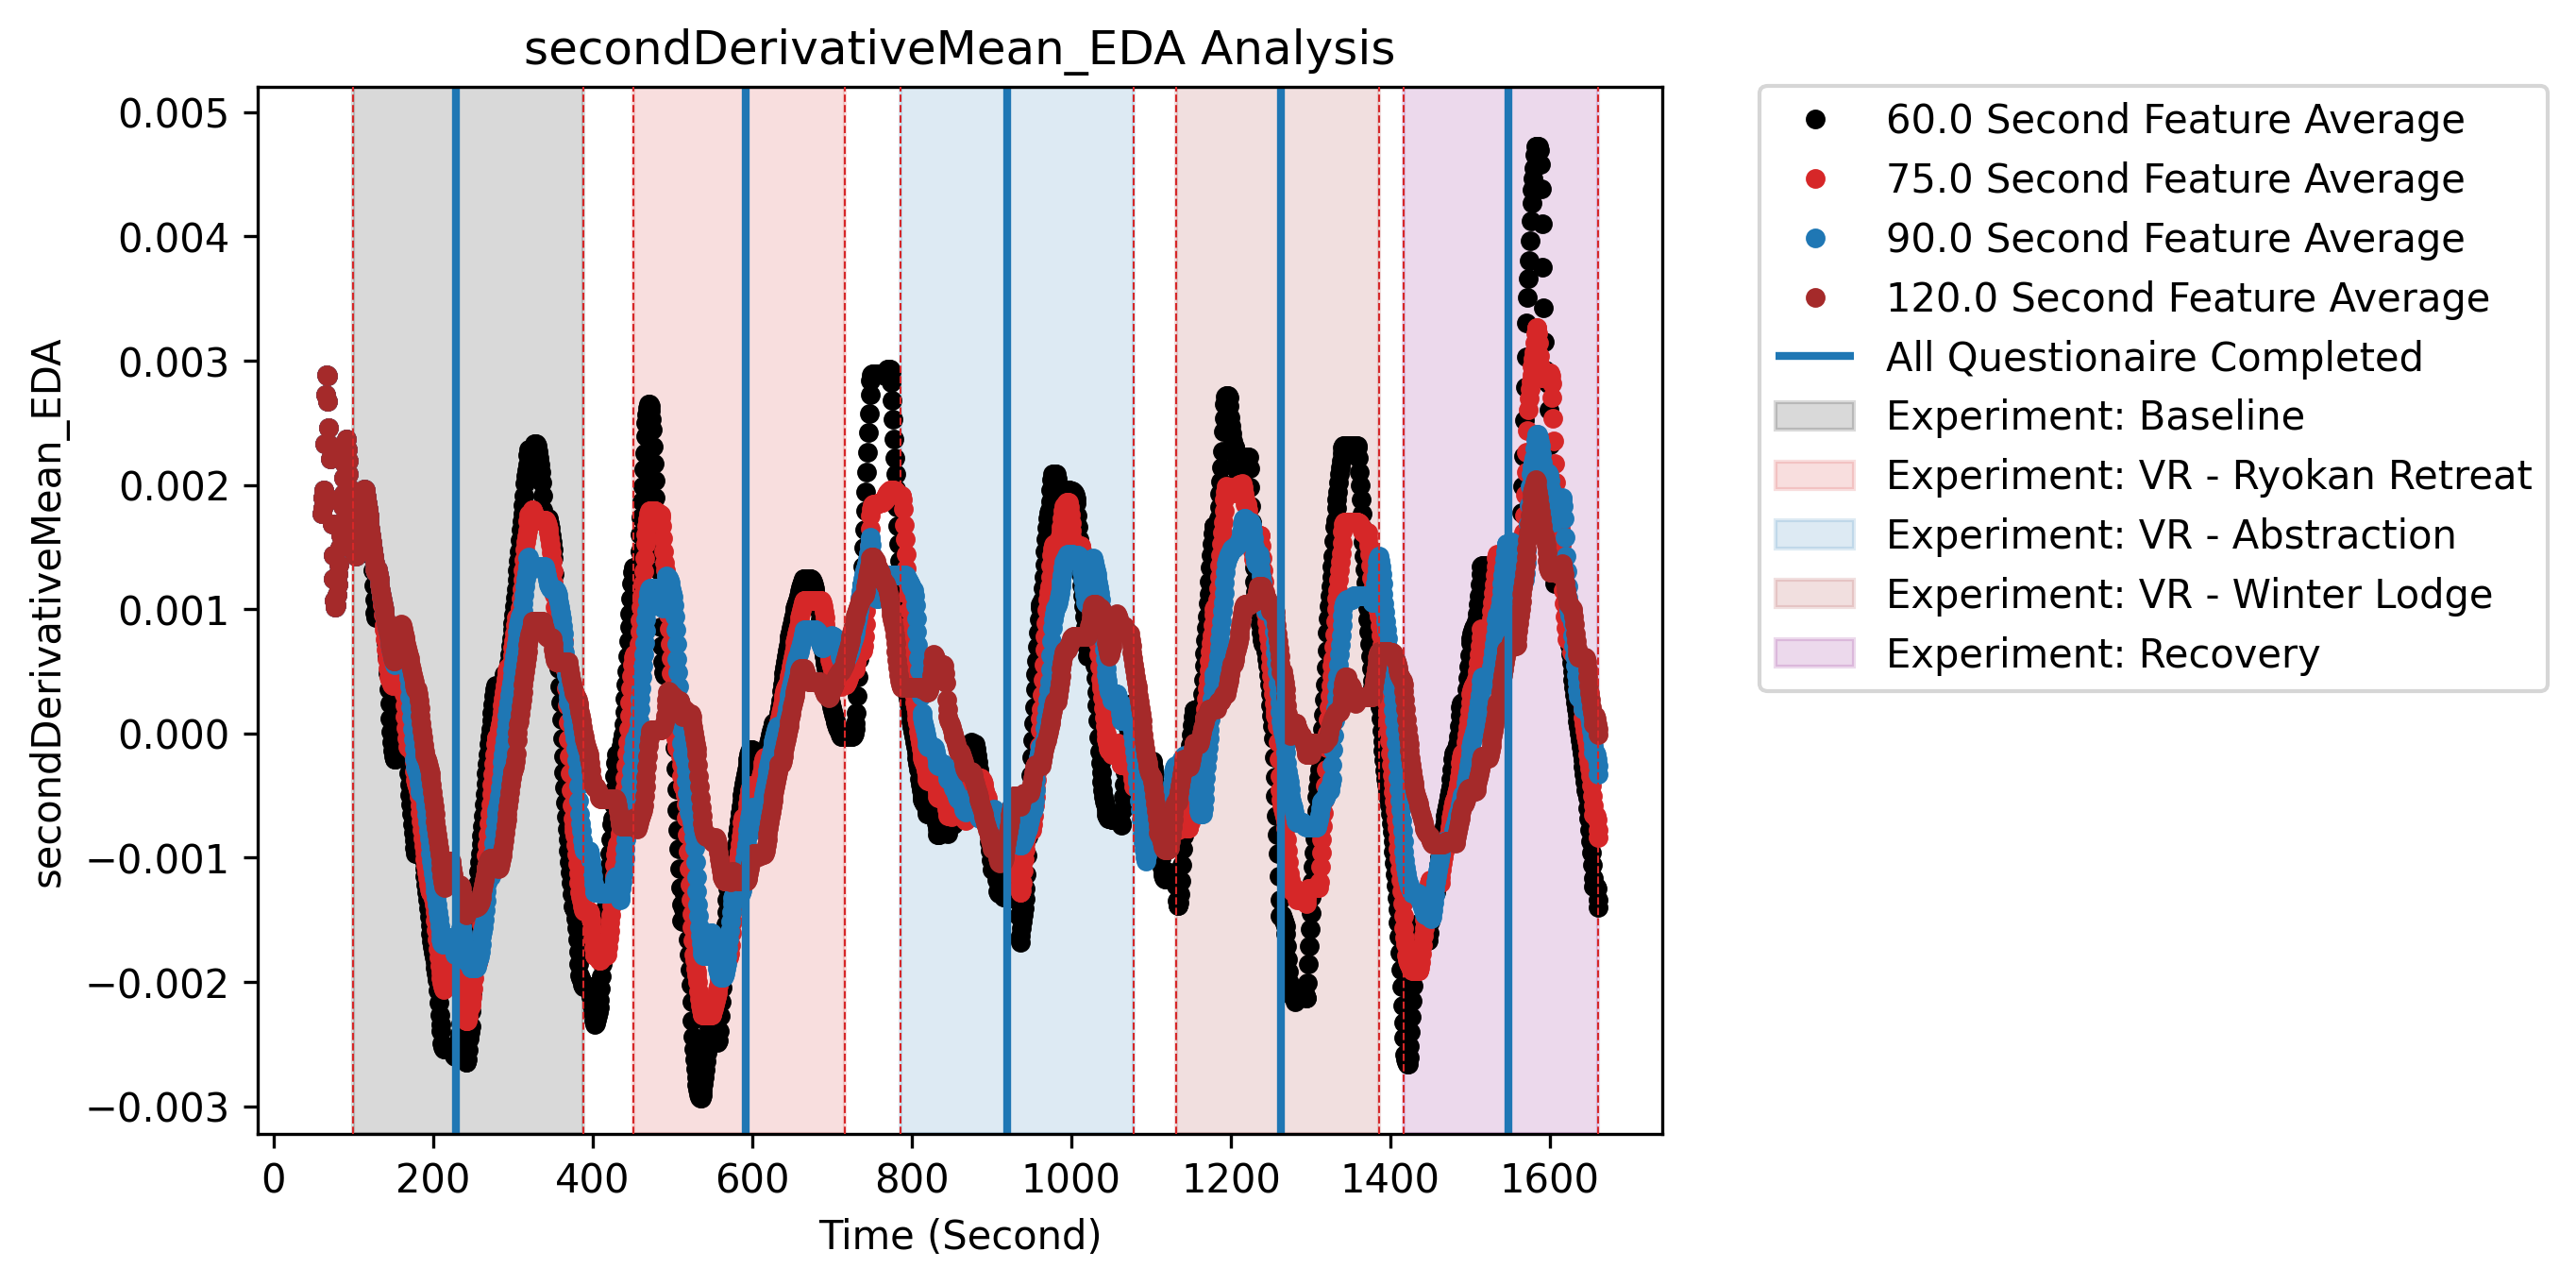 secondDerivativeMean_EDA Analysis
secondDerivativeMean_EDA
0.005
0.004
0.003
0.002
0.001
0.000
−0.001
−0.002
−0.003
0 200 400 600 800 1000 1200 1400 1600
Time (Second)
60.0 Second Feature Average
75.0 Second Feature Average
90.0 Second Feature Average
120.0 Second Feature Average
All Questionaire Completed
Experiment: Baseline
Experiment: VR - Ryokan Retreat
Experiment: VR - Abstraction
Experiment: VR - Winter Lodge
Experiment: Recovery